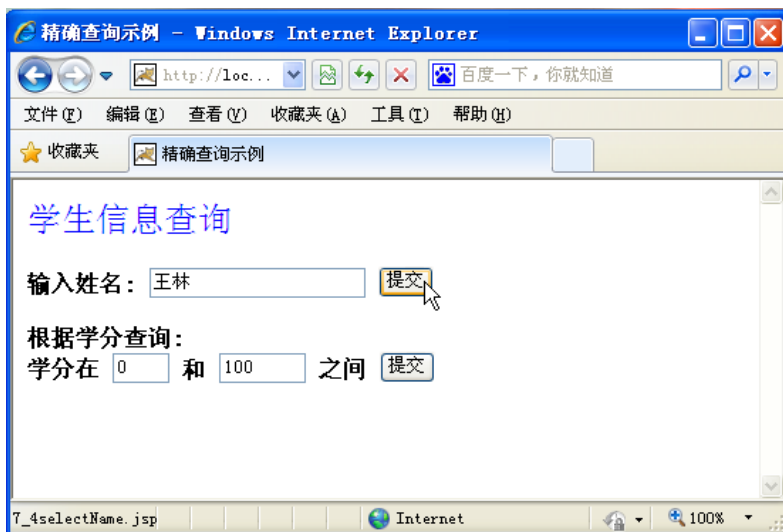 精确查询示例 - Windows Internet Explorer
http://loc... 百度一下，你就知道
文件(F) 编辑(E) 查看(V) 收藏夹(A) 工具(T) 帮助(H)
收藏夹 精确查询示例
学生信息查询
输入姓名: 王林 提交
根据学分查询:
学分在 0 和 100 之间 提交
7_4selectName.jsp Internet 100%